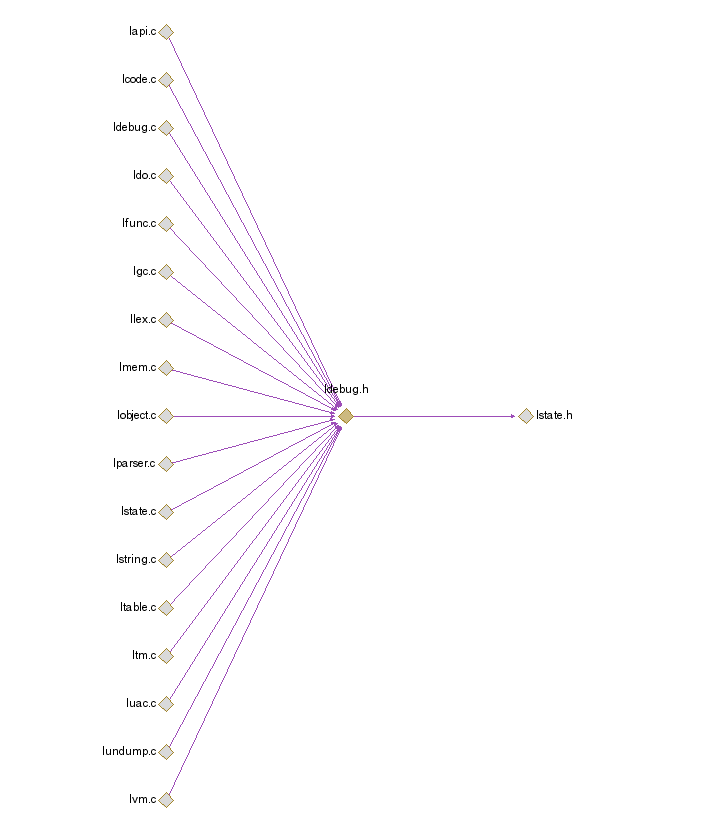 lapi.c
lcode.c
ldebug.c
ldo.c
lfunc.c
lgc.c
llex.c
lmem.c
ldebug.h
lobject.c
lstate.h
lparser.c
lstate.c
lstring.c
ltable.c
ltm.c
luac.c
lundump.c
lvm.c